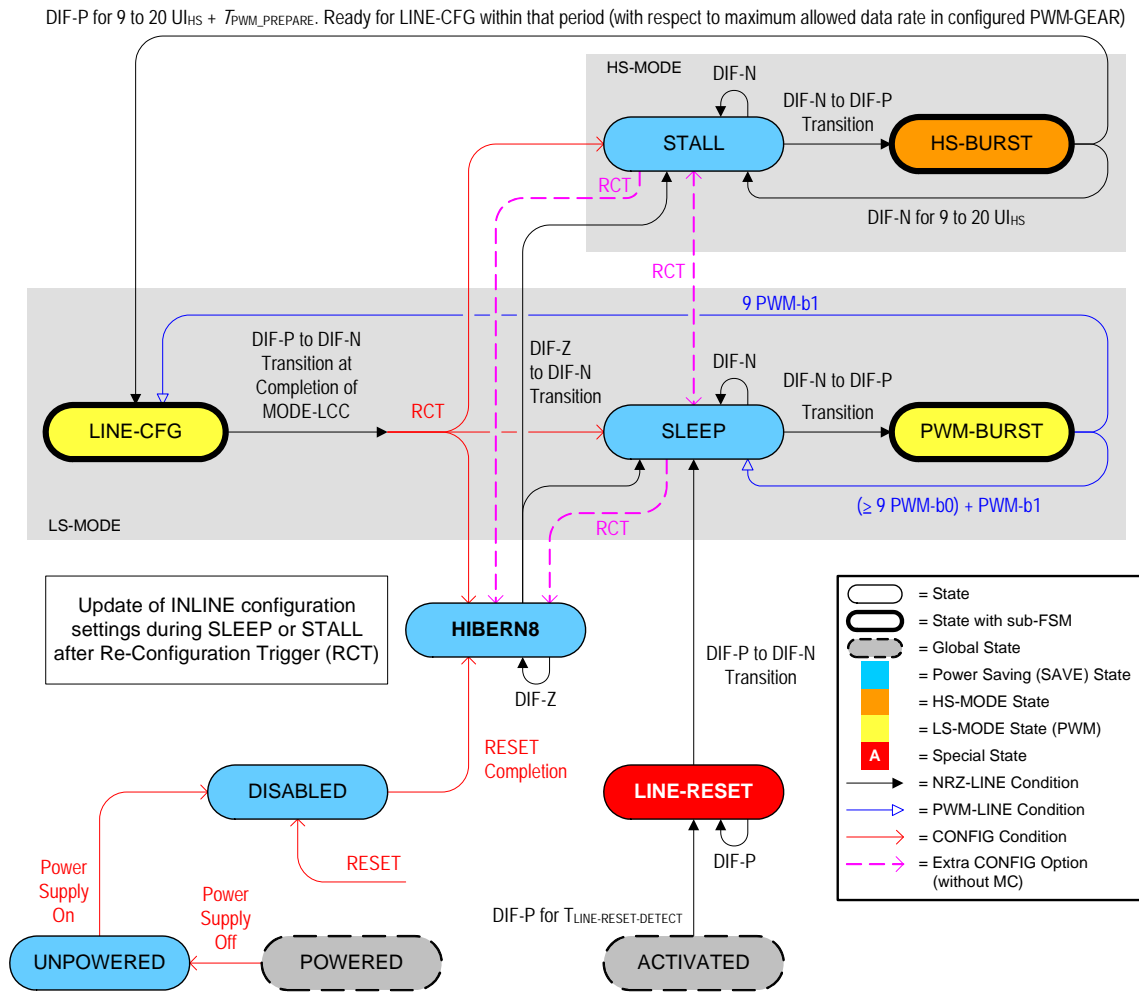 DIF-P for 9 to 20 UIHS + TPWM_PREPARE. Ready for LINE-CFG within that period (with respect to maximum allowed data rate in configured PWM-GEAR)
HS-MODE
DIF-N
DIF-N to DIF-P
Transition
STALL
HS-BURST
RCT
DIF-N for 9 to 20 UIHS
RCT
9 PWM-b1
DIF-P to DIF-N
Transition at
Completion of
MODE-LCC
DIF-Z
to DIF-N
Transition
DIF-N
DIF-N to DIF-P
Transition
LINE-CFG
RCT
SLEEP
PWM-BURST
(≥ 9 PWM-b0) + PWM-b1
RCT
LS-MODE
Update of INLINE configuration
settings during SLEEP or STALL
after Re-Configuration Trigger (RCT)
HIBERN8
DIF-Z
DIF-P to DIF-N
Transition
RESET
Completion
DISABLED
LINE-RESET
DIF-P
RESET
Power
Supply
On
Power
Supply
Off
DIF-P for TLINE-RESET-DETECT
UNPOWERED
POWERED
ACTIVATED
= State
= State with sub-FSM
= Global State
= Power Saving (SAVE) State
= HS-MODE State
= LS-MODE State (PWM)
A = Special State
= NRZ-LINE Condition
= PWM-LINE Condition
= CONFIG Condition
= Extra CONFIG Option
(without MC)